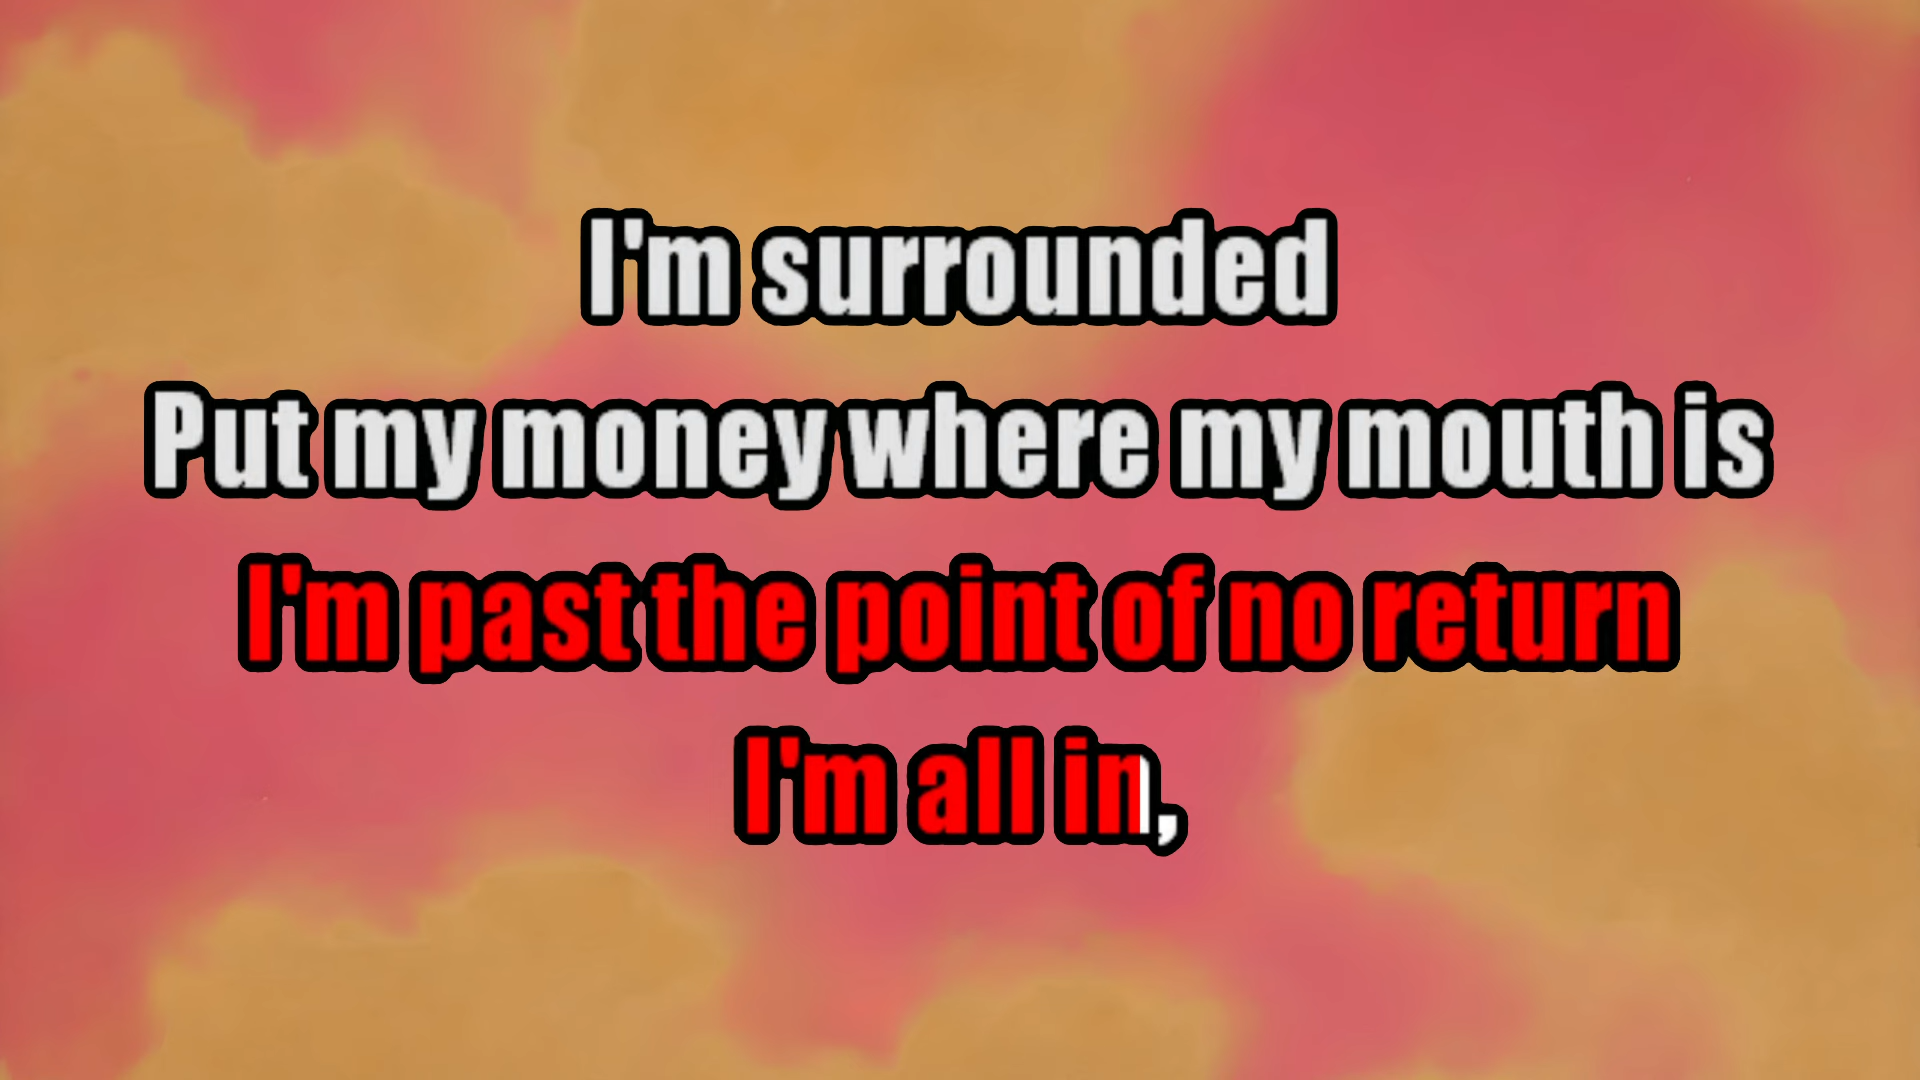 I'm surrounded
Put my money where my mouth is
I'm past the point of no return
I'm all in,